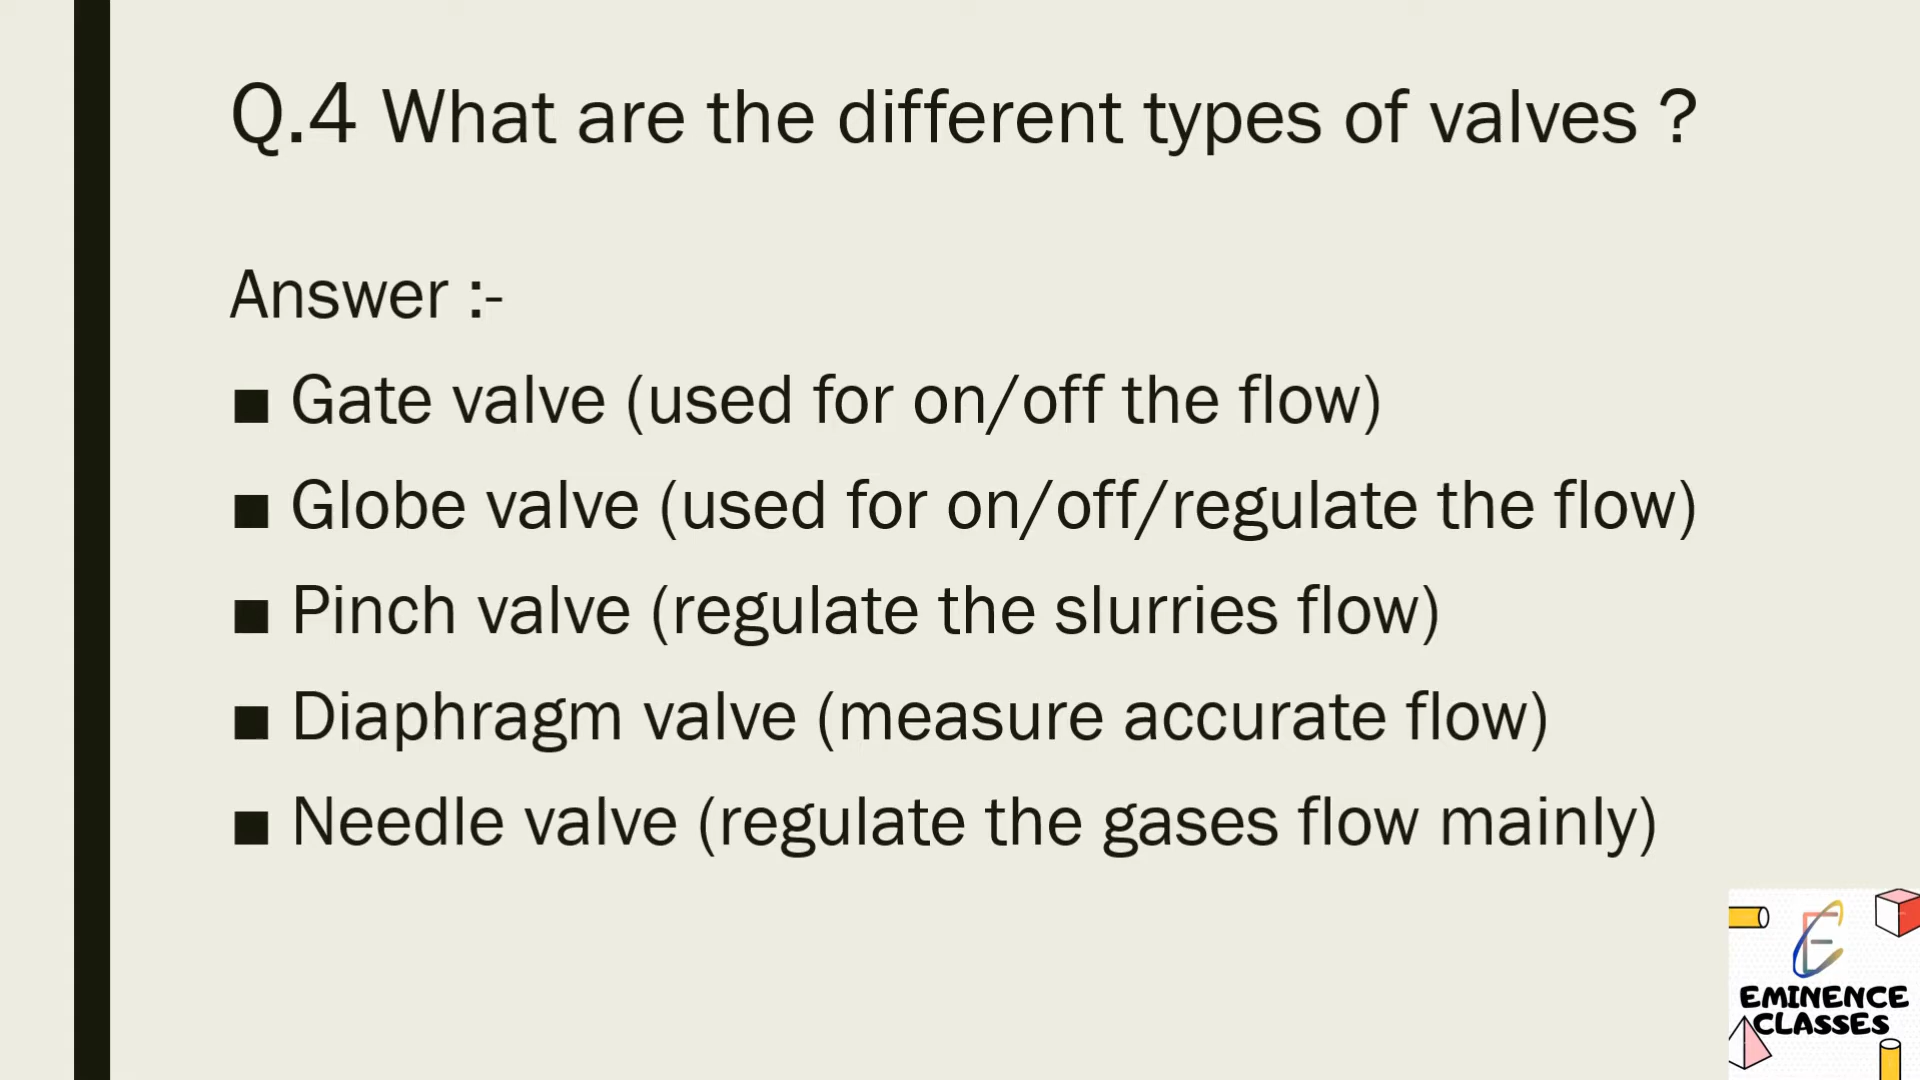 Q.4 What are the different types of valves ?
Answer :-
■ Gate valve (used for on/off the flow)
■ Globe valve (used for on/off/regulate the flow)
■ Pinch valve (regulate the slurries flow)
■ Diaphragm valve (measure accurate flow)
■ Needle valve (regulate the gases flow mainly)
E
EMINENCE
CLASSES